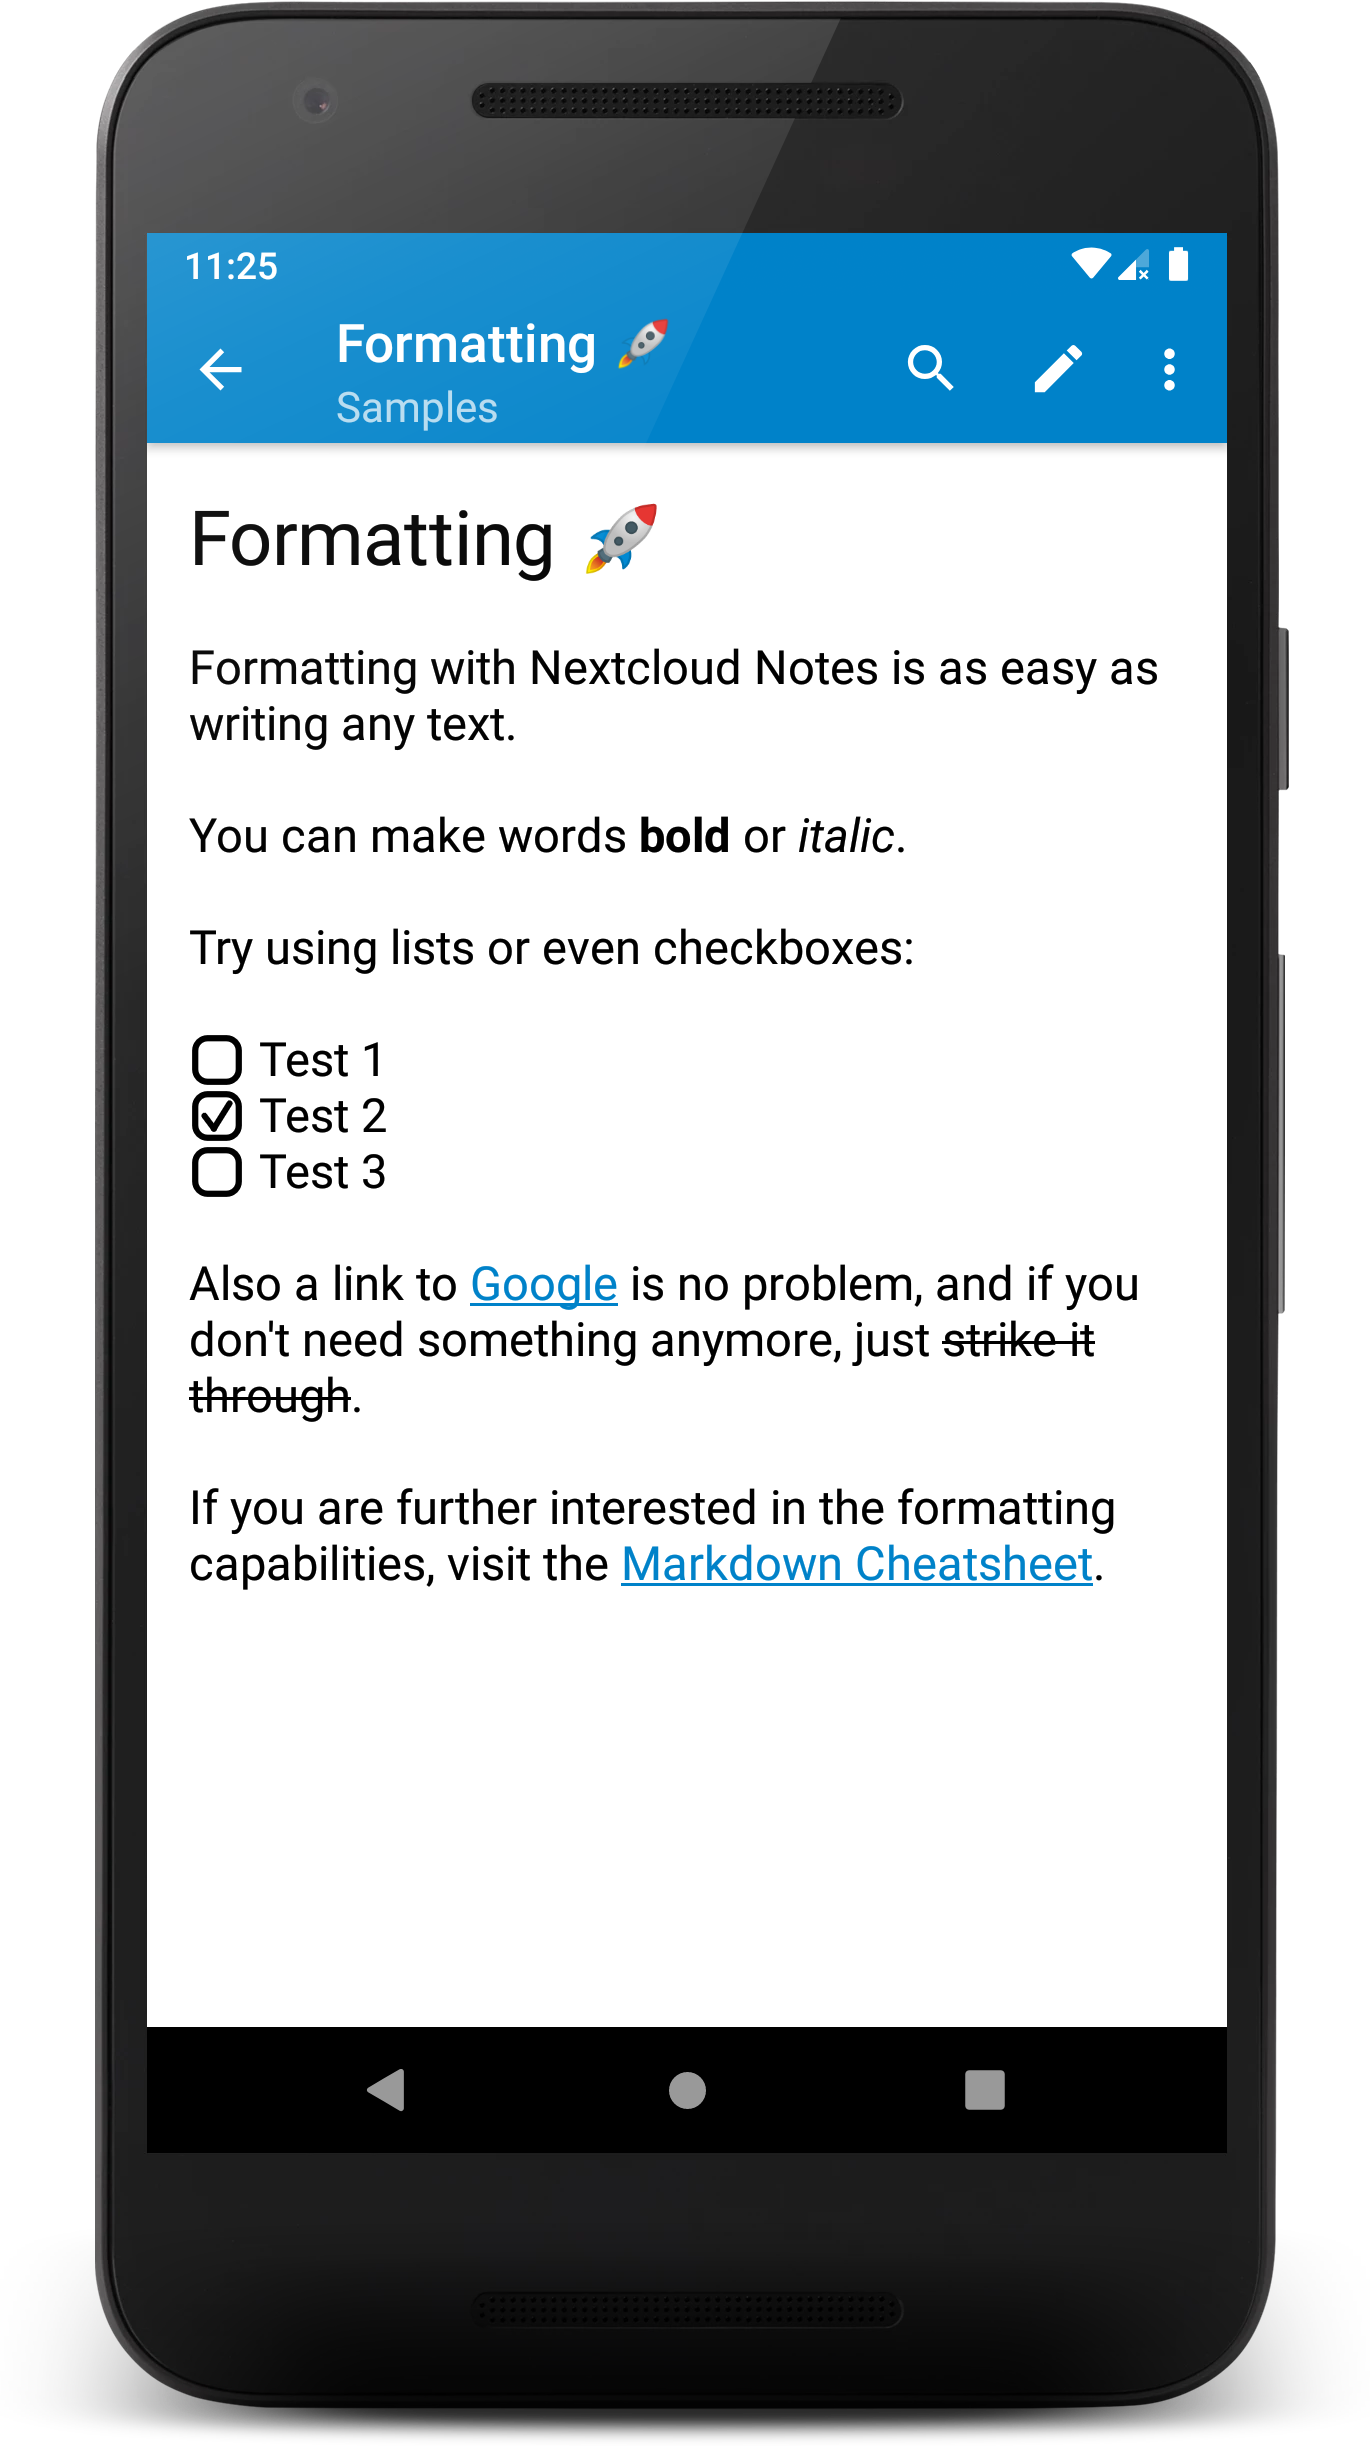 11:25
Formatting 🚀
Samples
Formatting 🚀
Formatting with Nextcloud Notes is as easy as
writing any text.
You can make words bold or italic.
Try using lists or even checkboxes:
Test 1
Test 2
Test 3
Also a link to Google is no problem, and if you
don't need something anymore, just strike it
through.
If you are further interested in the formatting
capabilities, visit the Markdown Cheatsheet.